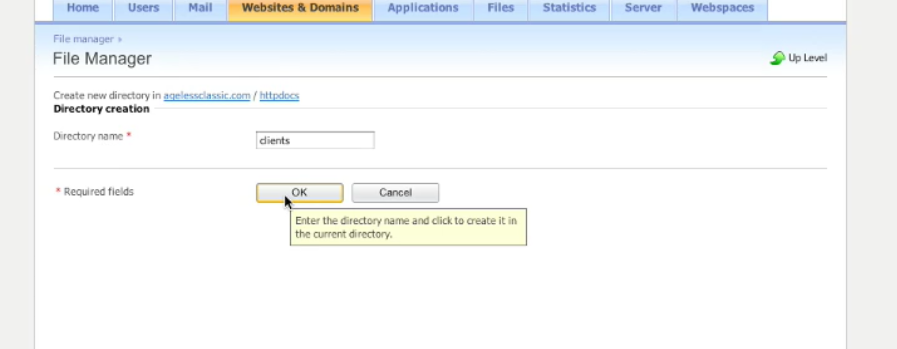 Home Users Mail Websites & Domains Applications Files Statistics Server Webspaces
File manager ›
File Manager
Up Level
Create new directory in agelessclassic.com / httpdocs
Directory creation
Directory name *
clients
* Required fields
OK
Cancel
Enter the directory name and click to create it in
the current directory.